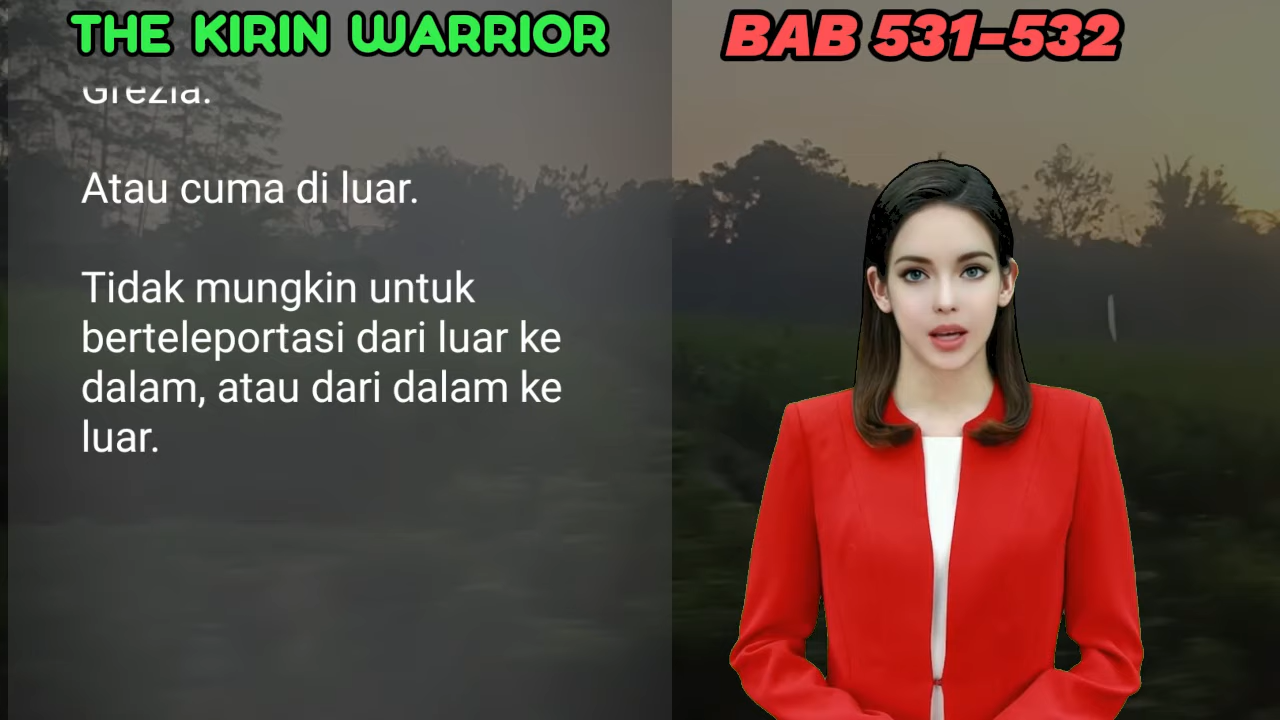 THE KIRIN WARRIOR
BAB 531-532
Grezia.
Atau cuma di luar.
Tidak mungkin untuk
berteleportasi dari luar ke
dalam, atau dari dalam ke
luar.